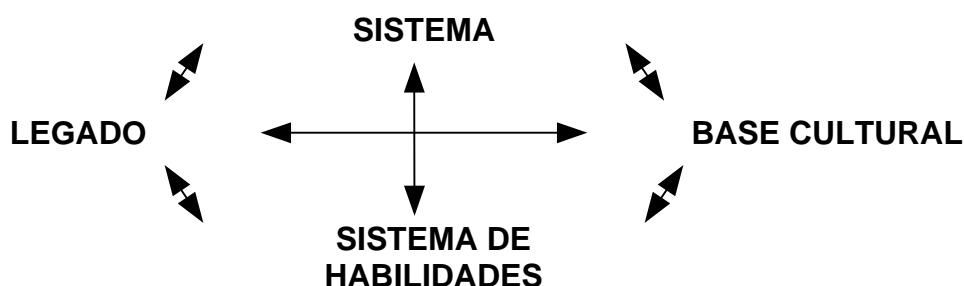 SISTEMA
LEGADO
BASE CULTURAL
SISTEMA DE
HABILIDADES